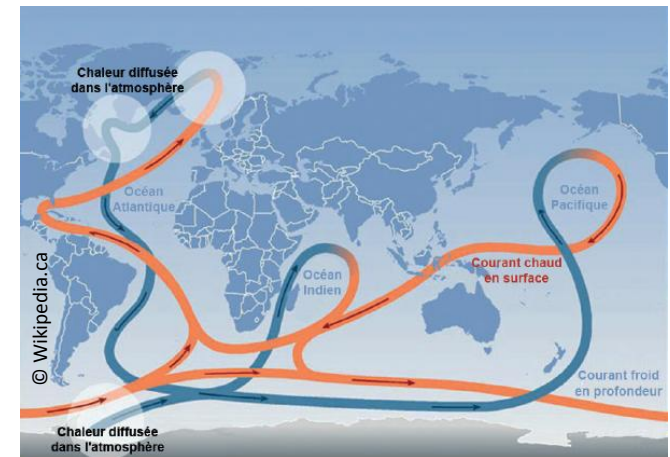 Chaleur diffusée
dans l'atmosphère
Océan
Atlantique
Océan
Pacifique
Océan
Indien
Courant chaud
en surface
Courant froid
en profondeur
Chaleur diffusée
dans l'atmosphère
© Wikipedia.ca